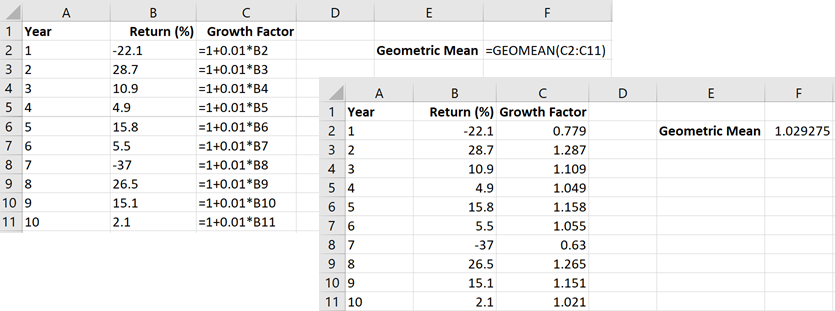 A B C D E F
1 Year Return (%) Growth Factor
2 1 -22.1 =1+0.01*B2 Geometric Mean =GEOMEAN(C2:C11)
3 2 28.7 =1+0.01*B3
4 3 10.9 =1+0.01*B4
5 4 4.9 =1+0.01*B5
6 5 15.8 =1+0.01*B6
7 6 5.5 =1+0.01*B7
8 7 -37 =1+0.01*B8
9 8 26.5 =1+0.01*B9
10 9 15.1 =1+0.01*B10
11 10 2.1 =1+0.01*B11
A B C D E F
1 Year Return (%) Growth Factor
2 1 -22.1 0.779 Geometric Mean 1.029275
3 2 28.7 1.287
4 3 10.9 1.109
5 4 4.9 1.049
6 5 15.8 1.158
7 6 5.5 1.055
8 7 -37 0.63
9 8 26.5 1.265
10 9 15.1 1.151
11 10 2.1 1.021